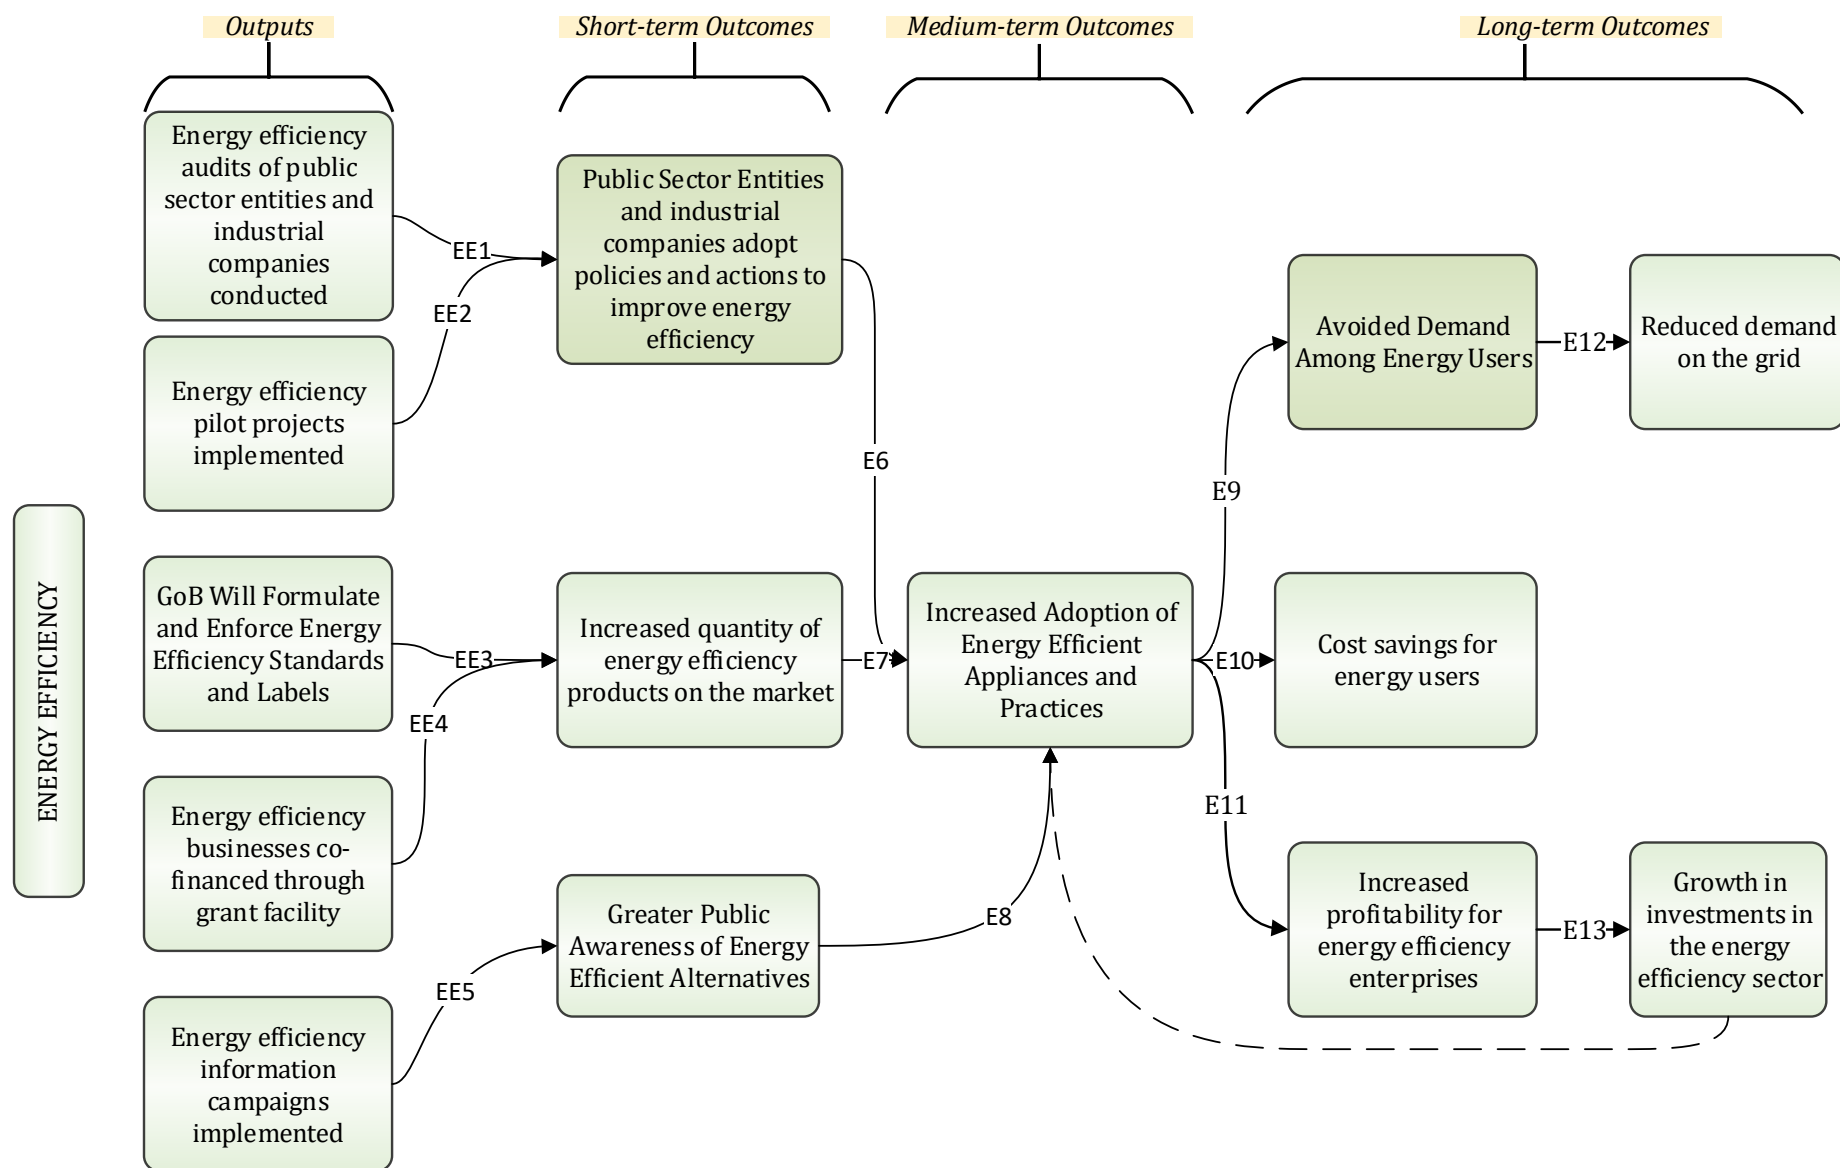 Outputs
Short-term Outcomes
Medium-term Outcomes
Long-term Outcomes
ENERGY EFFICIENCY
Energy efficiency
audits of public
sector entities and
industrial
companies
conducted
Energy efficiency
pilot projects
implemented
GoB Will Formulate
and Enforce Energy
Efficiency Standards
and Labels
Energy efficiency
businesses co-
financed through
grant facility
Energy efficiency
information
campaigns
implemented
EE1
EE2
EE3
EE4
EE5
Public Sector Entities
and industrial
companies adopt
policies and actions to
improve energy
efficiency
Increased quantity of
energy efficiency
products on the market
Greater Public
Awareness of Energy
Efficient Alternatives
E6
E7
E8
Increased Adoption of
Energy Efficient
Appliances and
Practices
E9
E10
E11
Avoided Demand
Among Energy Users
E12
Reduced demand
on the grid
Cost savings for
energy users
Increased
profitability for
energy efficiency
enterprises
E13
Growth in
investments in
the energy
efficiency sector